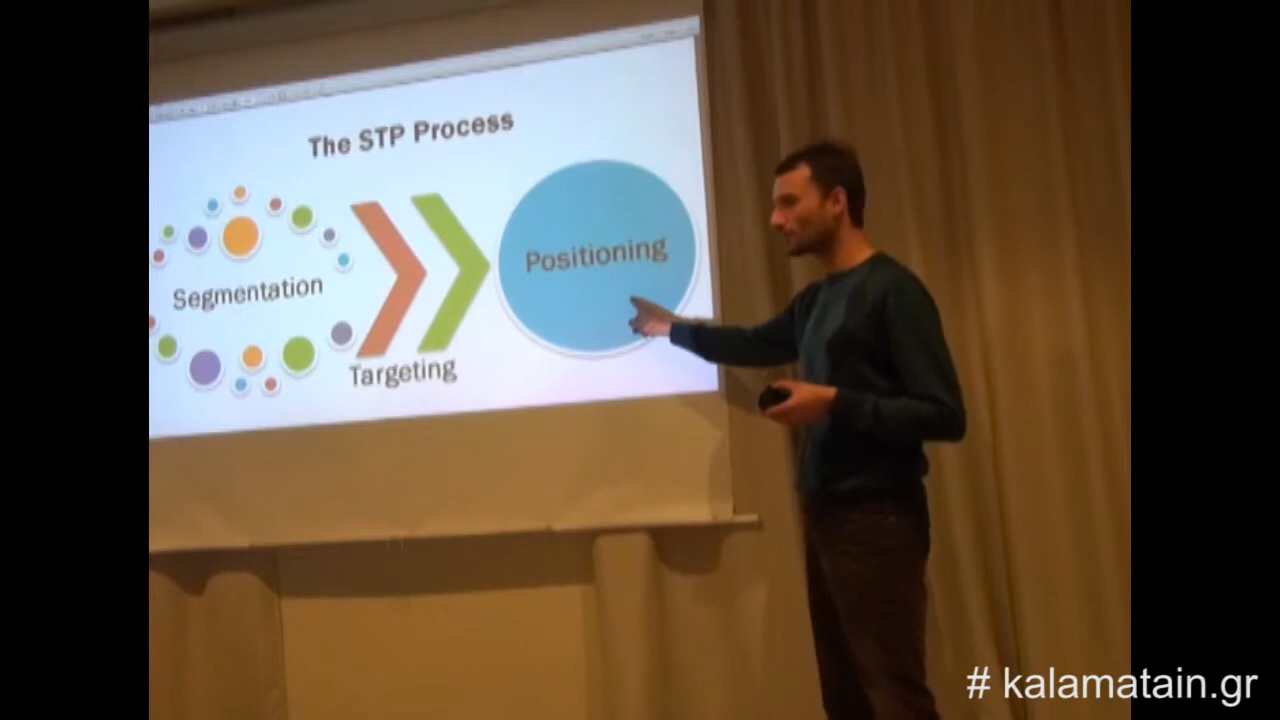 The STP Process
Segmentation
Targeting
Positioning
# kalamatain.gr